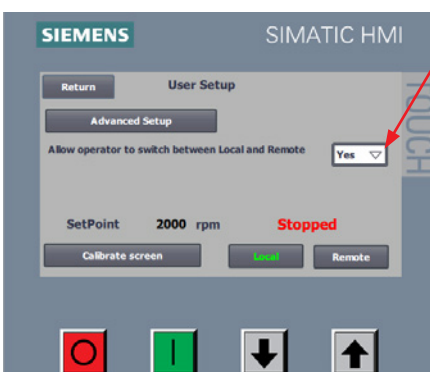 SIEMENS SIMATIC HMI
TOUCH
Return User Setup
Advanced Setup
Allow operator to switch between Local and Remote Yes
SetPoint 2000 rpm Stopped
Calibrate screen Local Remote